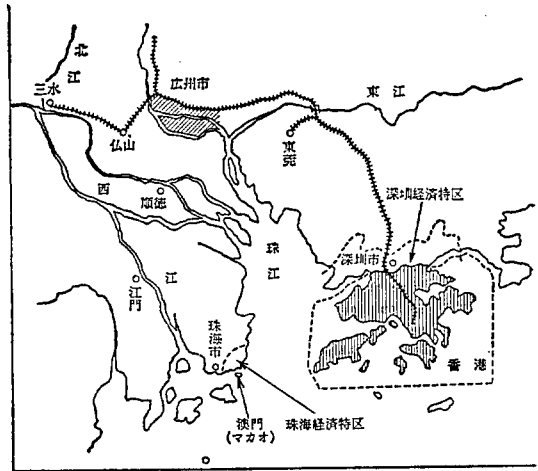 北江
三水
広州市
東江
仏山
東莞
西江
順徳
深圳経済特区
珠江
深圳市
江門
珠海市
香港
澳門
(マカオ)
珠海経済特区